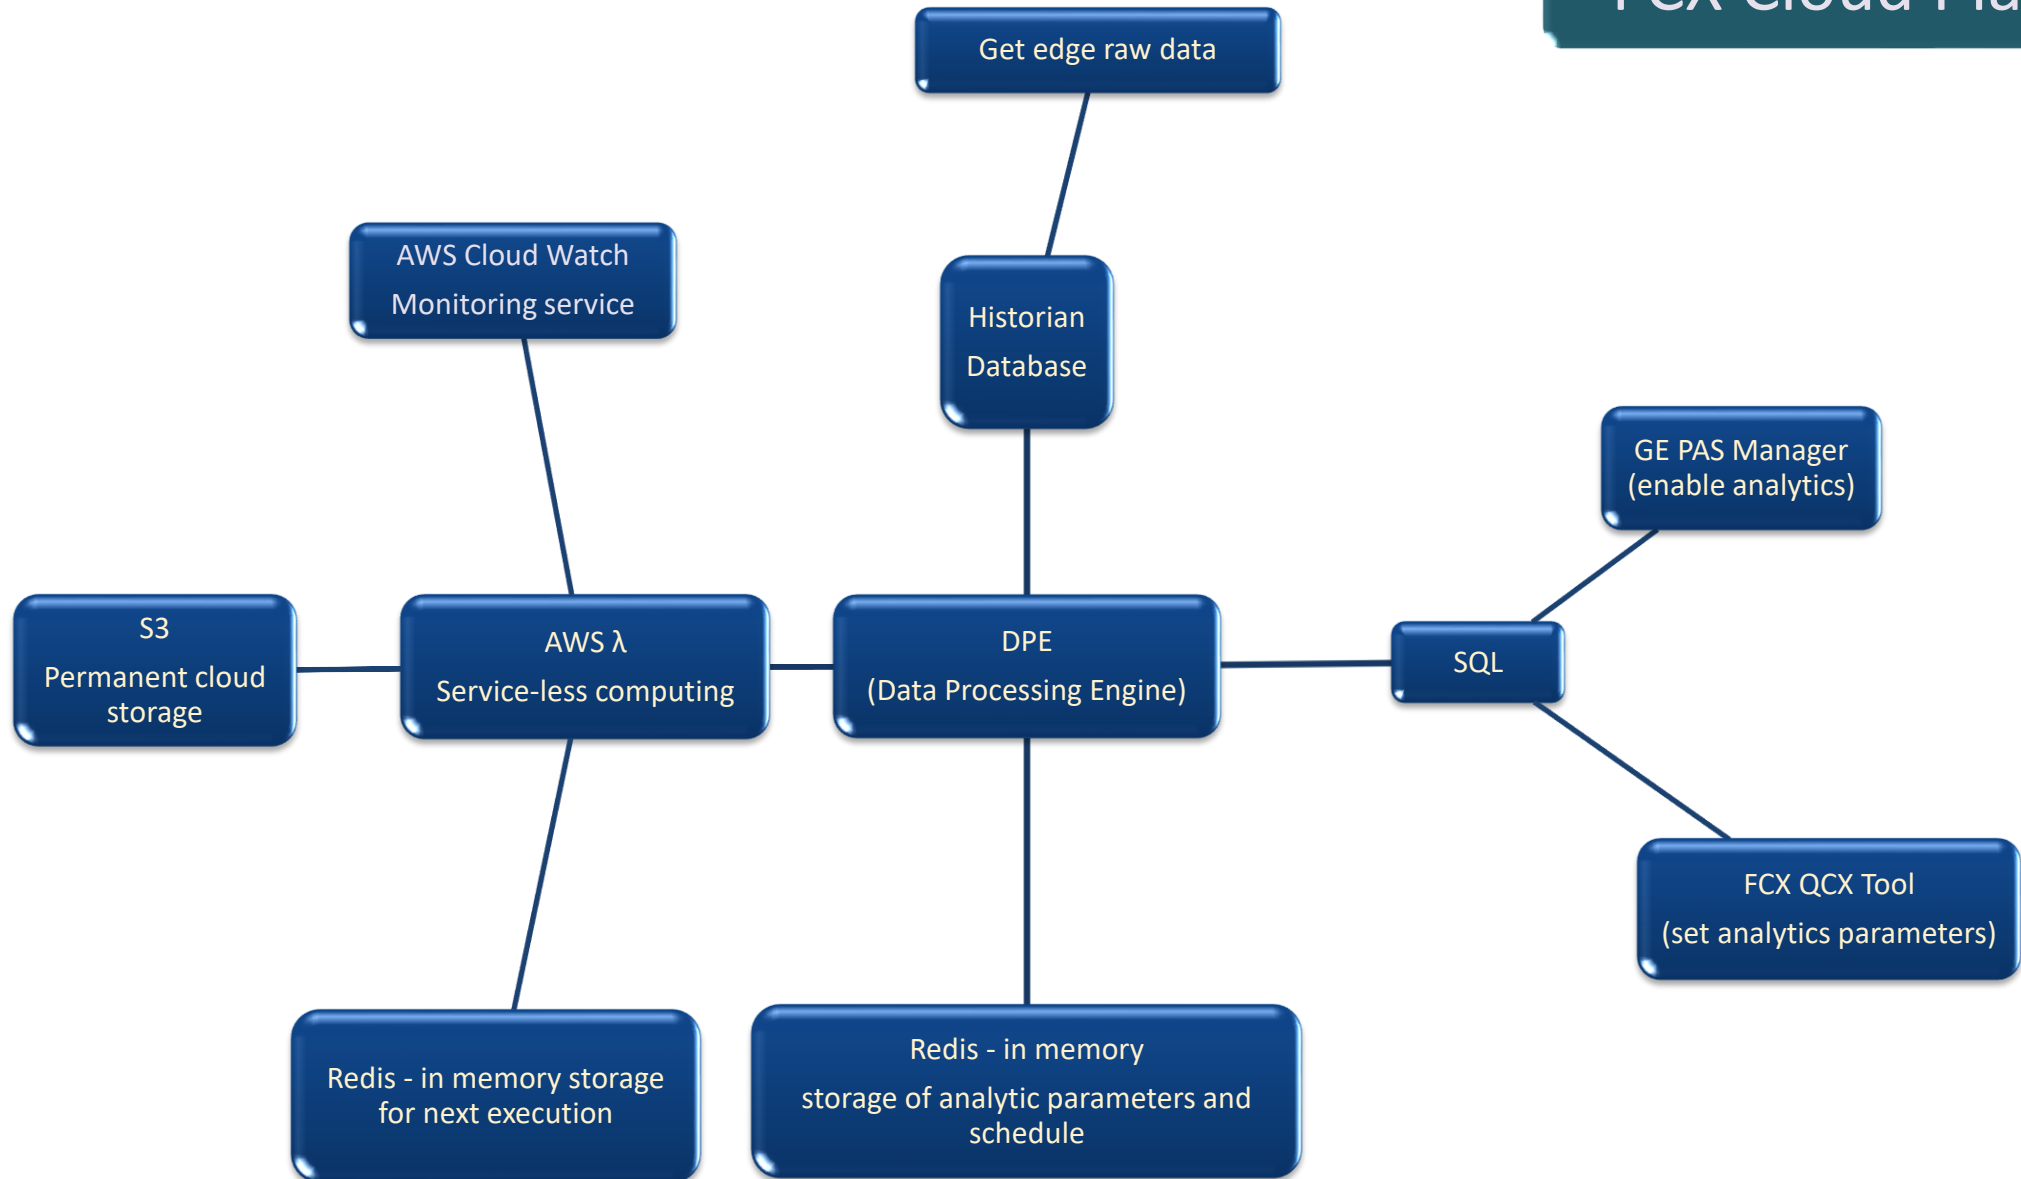 FCX Cloud
Get edge raw data
AWS Cloud Watch
Monitoring service
Historian
Database
GE PAS Manager
(enable analytics)
S3
Permanent cloud
storage
AWS λ
Service-less computing
DPE
(Data Processing Engine)
SQL
FCX QCX Tool
(set analytics parameters)
Redis - in memory storage
for next execution
Redis - in memory
storage of analytic parameters and
schedule